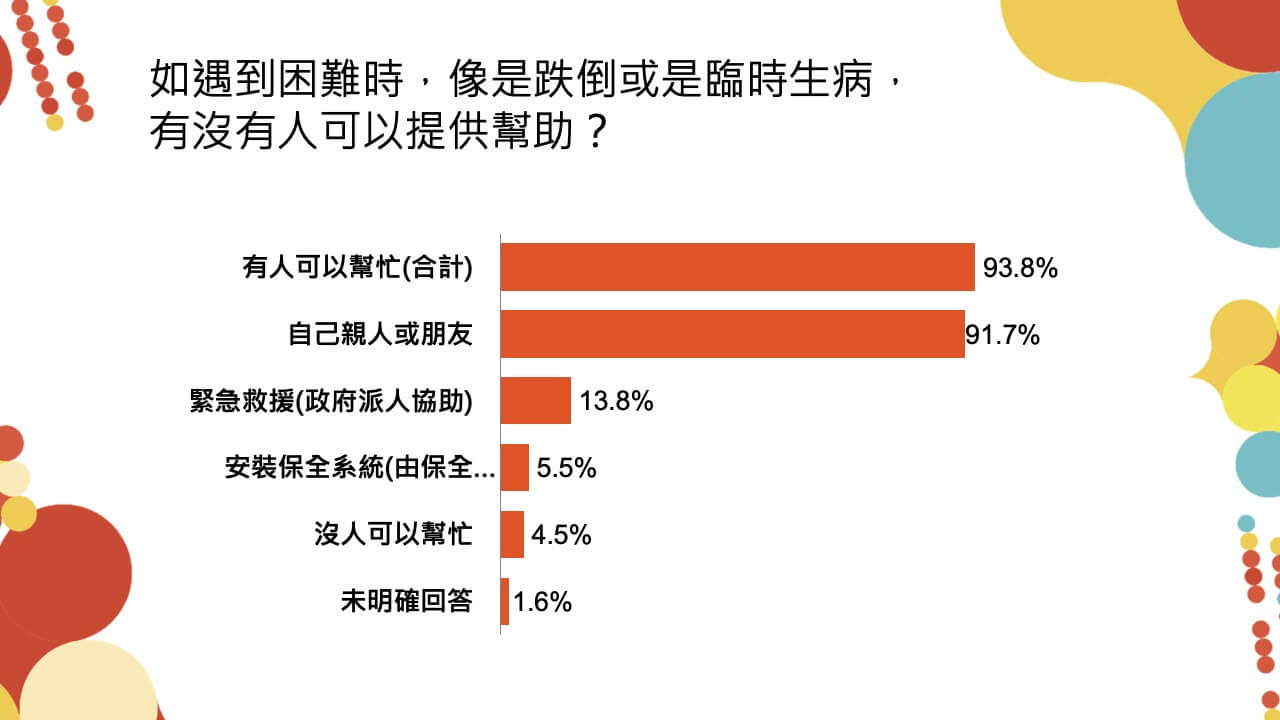 如遇到困難時，像是跌倒或是臨時生病，
有沒有人可以提供幫助？
有人可以幫忙(合計) 93.8%
自己親人或朋友 91.7%
緊急救援(政府派人協助) 13.8%
安裝保全系統(由保全... 5.5%
沒人可以幫忙 4.5%
未明確回答 1.6%